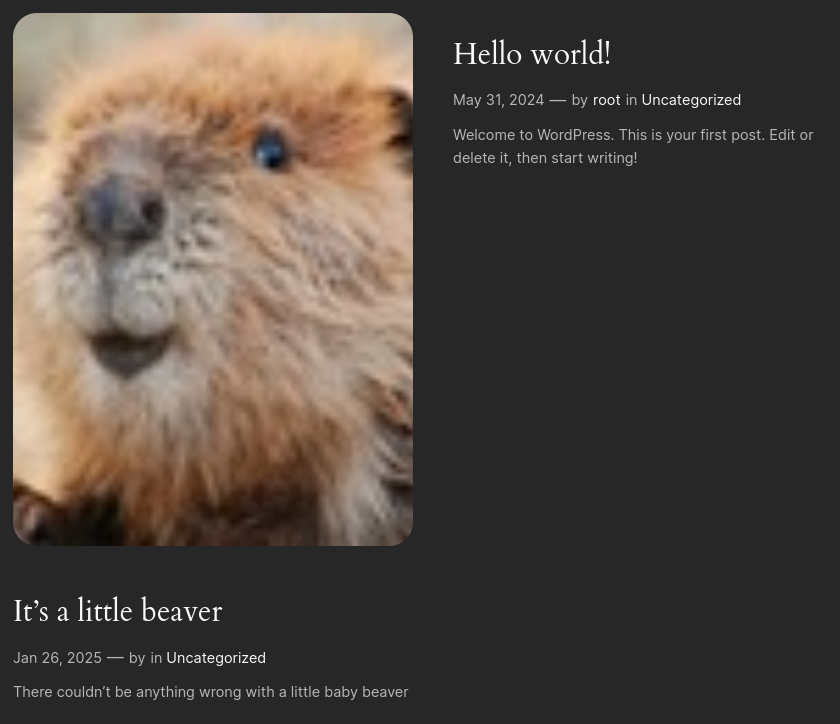 Hello world!
May 31, 2024 — by root in Uncategorized
Welcome to WordPress. This is your first post. Edit or
delete it, then start writing!
It’s a little beaver
Jan 26, 2025 — by in Uncategorized
There couldn’t be anything wrong with a little baby beaver